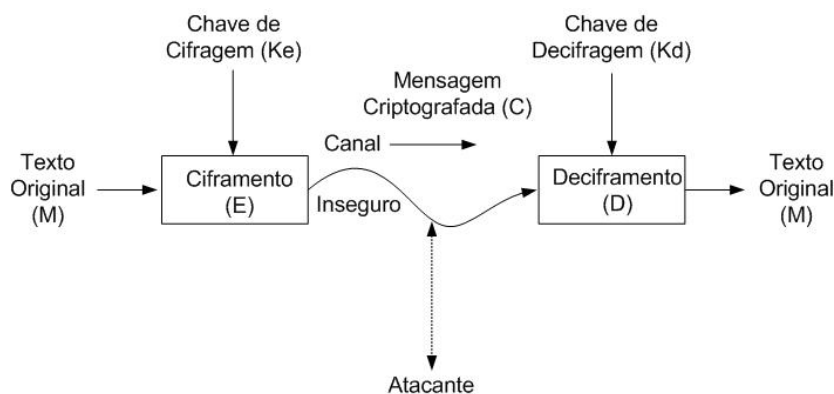 Chave de
Cifragem (Ke)
Chave de
Decifragem (Kd)
Mensagem
Criptografada (C)
Canal
Texto
Original
(M)
Ciframento
(E)
Inseguro
Deciframento
(D)
Texto
Original
(M)
Atacante